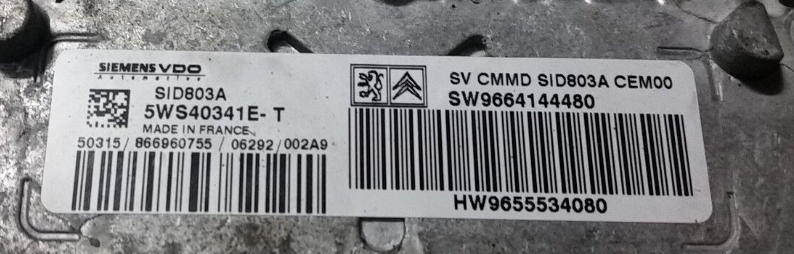 SIEMENS VDO
Automotive
SID803A
5WS40341E- T
MADE IN FRANCE
50315/ 866960755 /06292/002A9
SV CMMD SID803A CEM00
SW9664144480
HW9655534080